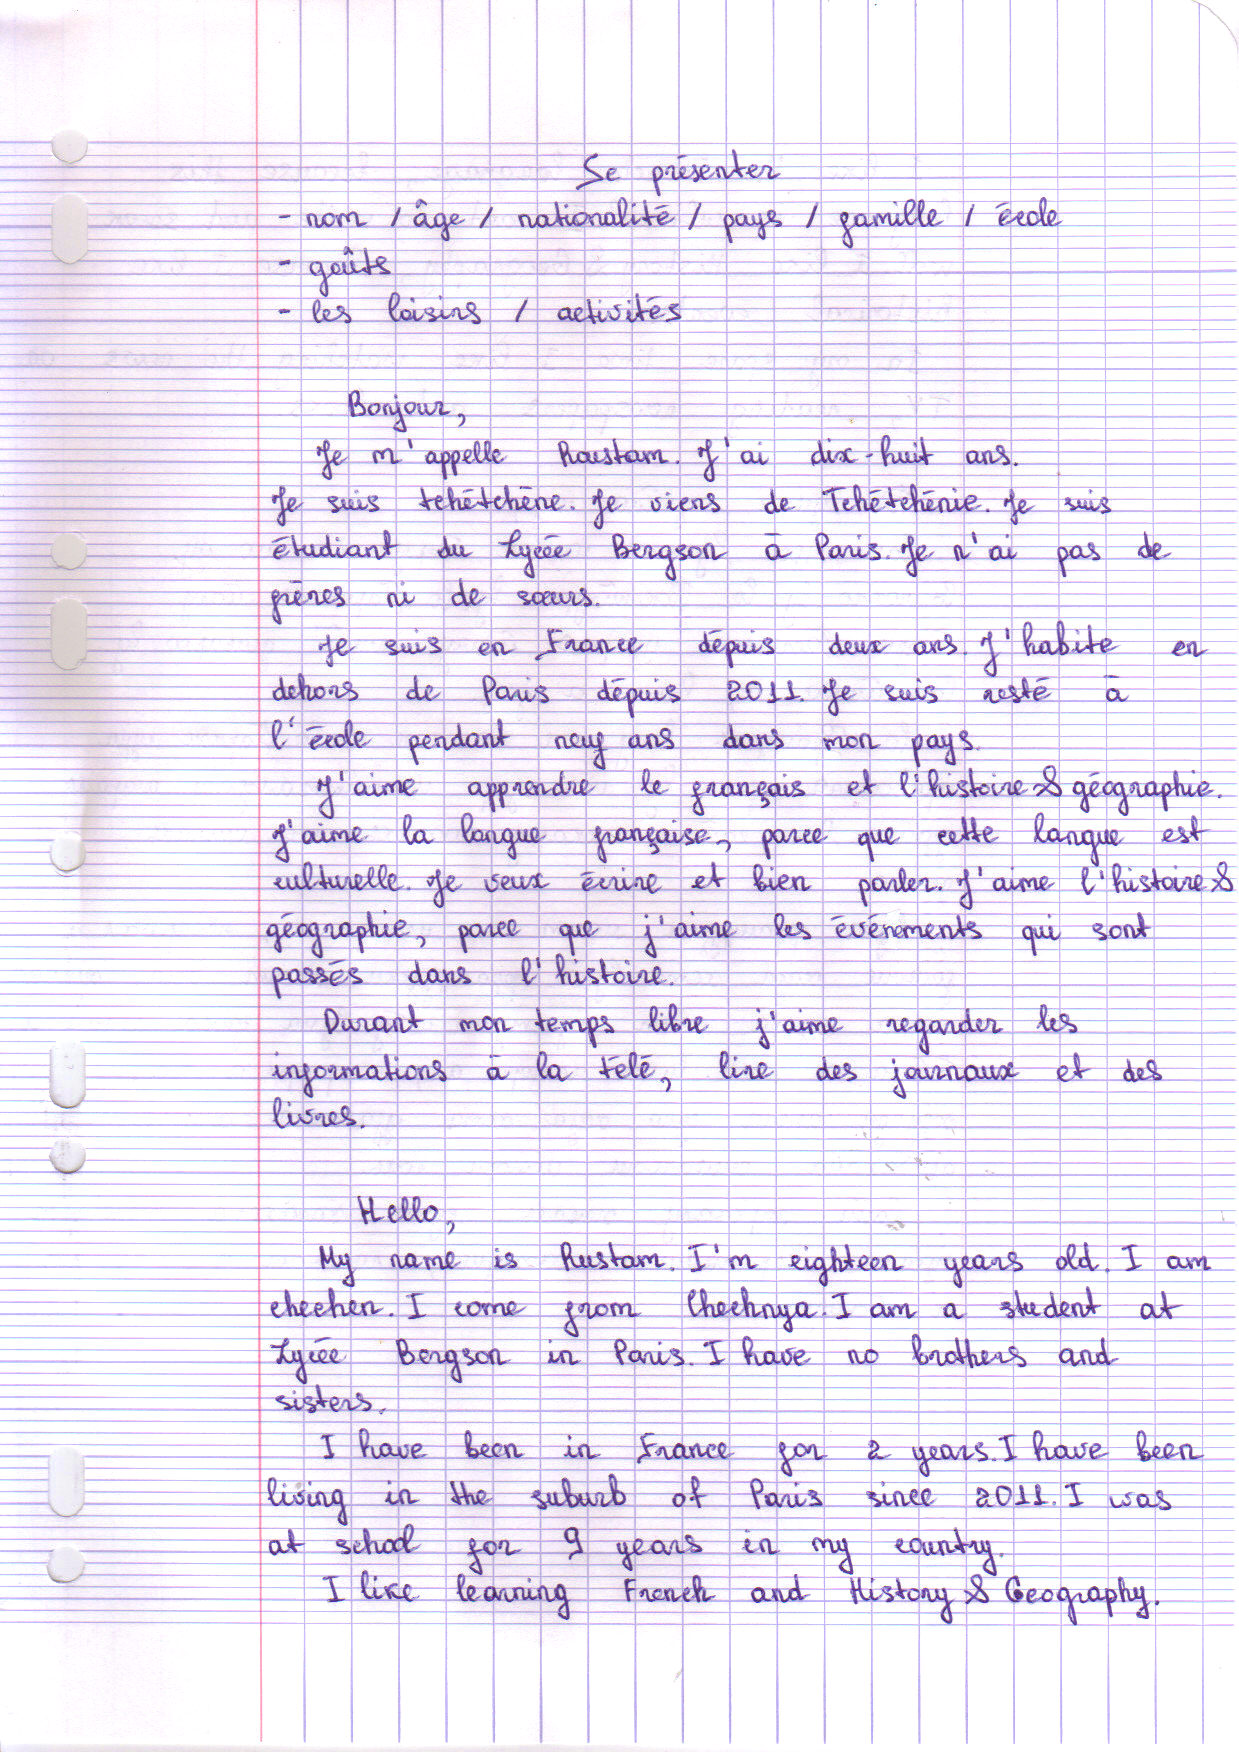 Se présenter
- nom / âge / nationalité / pays / famille / école
- goûts
- les loisirs / activités
Bonjour,
Je m'appelle Roustam. J'ai dix-huit ans.
Je suis tchétchène. Je viens de Tchétchénie. Je suis
étudiant du Lycée Bergson à Paris. Je n'ai pas de
frères ni de sœurs.
Je suis en France dépuis deux ans. J'habite en
dehors de Paris dépuis 2011. Je suis resté à
l'école pendant neuf ans dans mon pays.
J'aime apprendre le français et l'histoire & géographie.
J'aime la langue française, parce que cette langue est
culturelle. Je veux écrire et bien parler. J'aime l'histoire &
géographie, parce que j'aime les événements qui sont
passés dans l'histoire.
Durant mon temps libre j'aime regarder les
informations à la télé, lire des journaux et des
livres.
Hello,
My name is Rustam. I'm eighteen years old. I am
chechen. I come from Chechnya. I am a student at
Lycée Bergson in Paris. I have no brothers and
sisters.
I have been in France for 2 years. I have been
living in the suburb of Paris since 2011. I was
at school for 9 years in my country.
I like learning French and History & Geography.